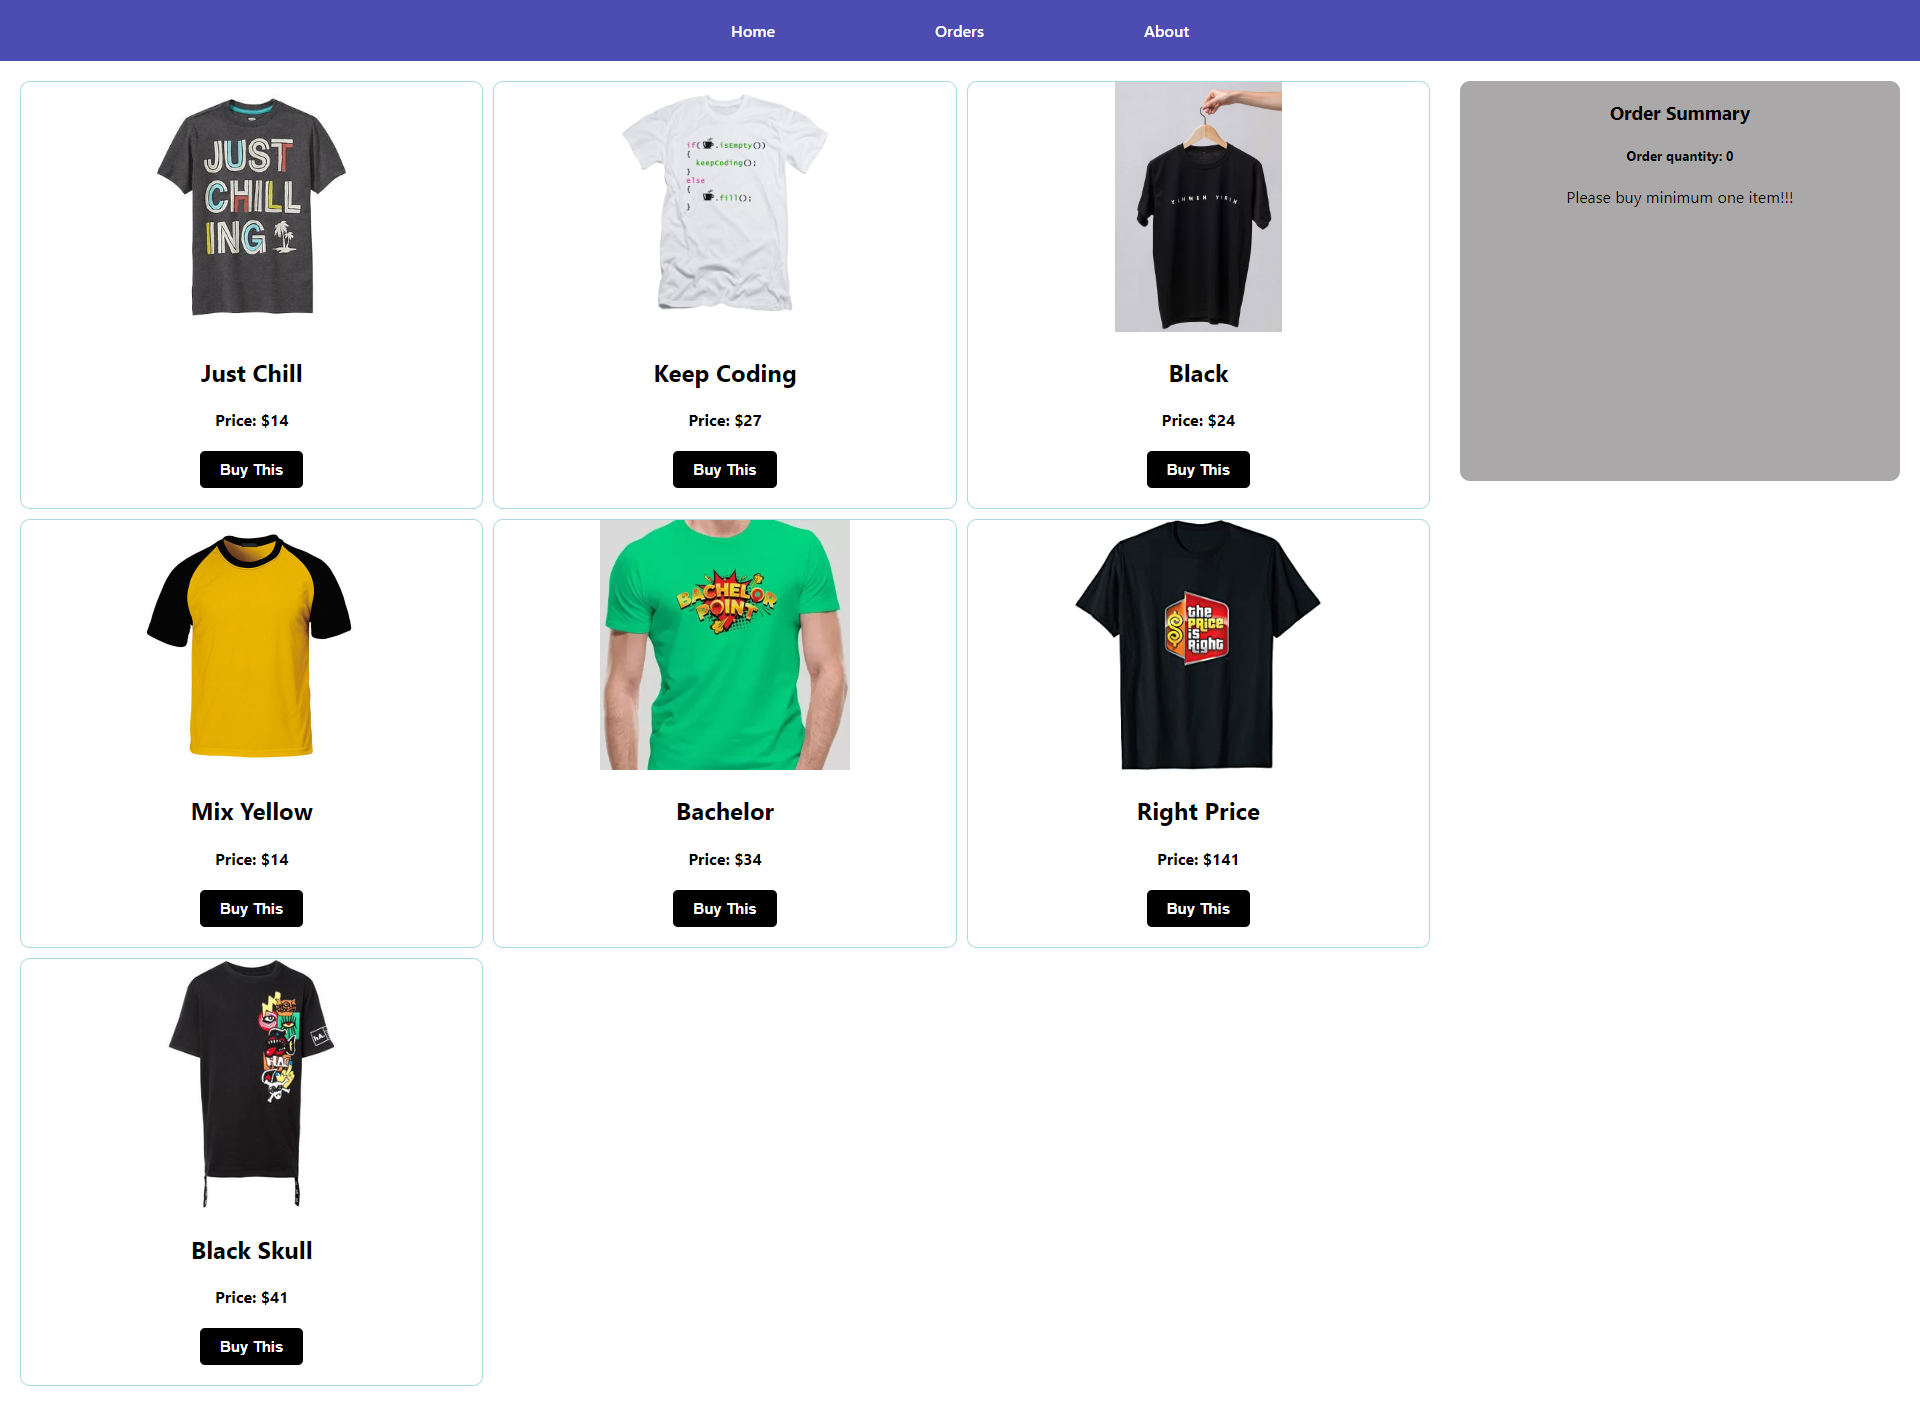 Home
Orders
About
JUST
CHILL
ING
Just Chill
Price: $14
Buy This
if( .isEmpty())
{
keepCoding();
}
else
{
.fill();
}
Keep Coding
Price: $27
Buy This
Black
Price: $24
Buy This
Order Summary
Order quantity: 0
Please buy minimum one item!!!
Mix Yellow
Price: $14
Buy This
BACHELOR
POINT
Bachelor
Price: $34
Buy This
the
PRice
is
Right
Right Price
Price: $141
Buy This
Black Skull
Price: $41
Buy This